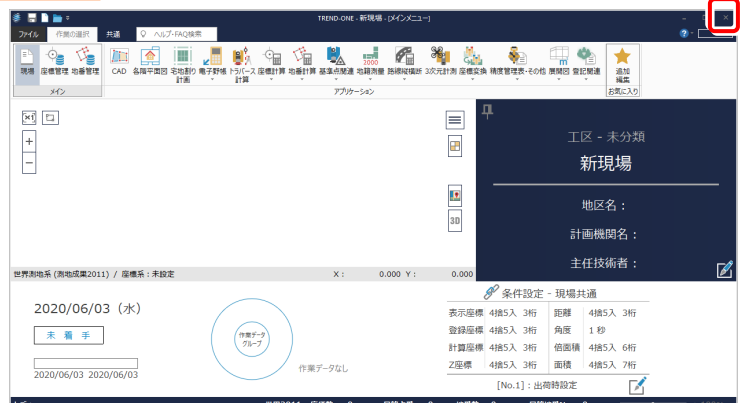 TREND-ONE - 新現場 - [メインメニュー]
ファイル 作業の選択 共通 ヘルプ・FAQ検索
現場 座標管理 地番管理 CAD 各階平面図 宅地割り計画 電子野帳 トラバース計算 座標計算 地番計算 基準点関連 地籍測量 路線縦横断 3次元計測 座標変換 精度管理表・その他 展開図 登記関連 追加編集
メイン アプリケーション お気に入り
工区 - 未分類
新現場
地区名：
計画機関名：
主任技術者：
3D
世界測地系 (測地成果2011) / 座標系：未設定 X： 0.000 Y： 0.000
2020/06/03（水）
未 着 手
2020/06/03 2020/06/03
作業データ
グループ
作業データなし
条件設定 - 現場共通
表示座標 4捨5入 3桁 距離 4捨5入 3桁
登録座標 4捨5入 3桁 角度 1 秒
計算座標 4捨5入 3桁 倍面積 4捨5入 6桁
Z座標 4捨5入 3桁 面積 4捨5入 7桁
[No.1]：出荷時設定